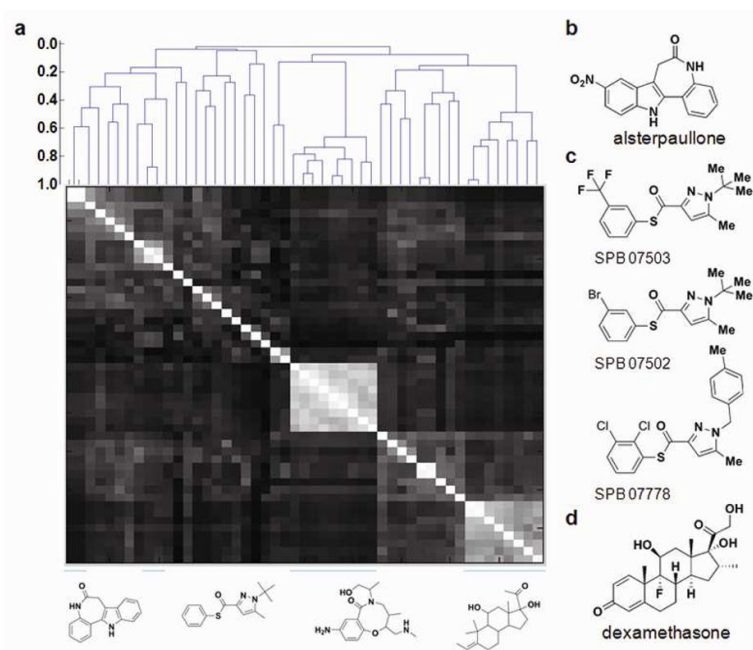 a
0.0
0.2
0.4
0.6
0.8
1.0
O
NH
N
H
O
S
N
N
HO
O
N
H2N
O
HN
O
HO
OH
b
O
NH
O2N
N
H
alsterpaullone
c
F
F
F
O
S
N
N
Me
Me
Me
Me
SPB 07503
Br
O
S
N
N
Me
Me
Me
Me
SPB 07502
Me
Cl
Cl
O
S
N
N
Me
SPB 07778
d
OH
O
HO
OH
H
F
H
O
dexamethasone